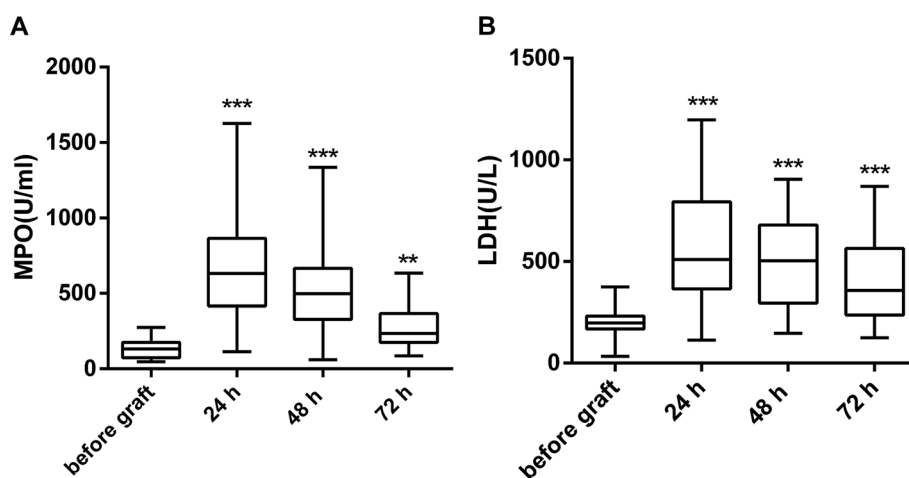 A
MPO(U/ml)
2000
1500
1000
500
0
***
***
**
before graft
24 h
48 h
72 h
B
LDH(U/L)
1500
1000
500
0
***
***
***
before graft
24 h
48 h
72 h